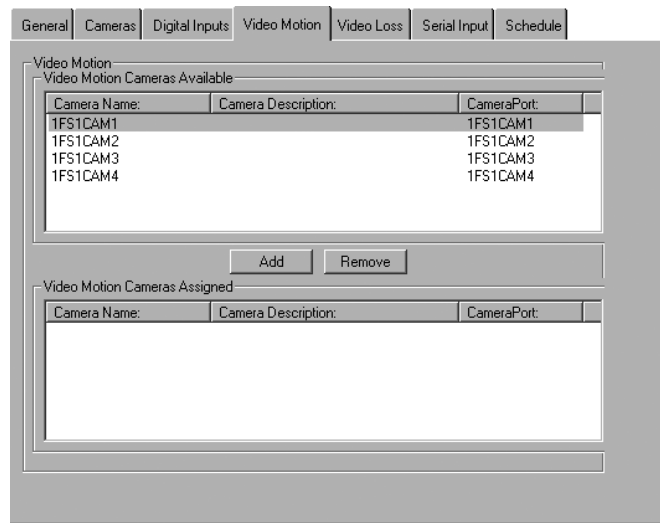 General Cameras Digital Inputs Video Motion Video Loss Serial Input Schedule
Video Motion
Video Motion Cameras Available
Camera Name: Camera Description: CameraPort:
1FS1CAM1 1FS1CAM1
1FS1CAM2 1FS1CAM2
1FS1CAM3 1FS1CAM3
1FS1CAM4 1FS1CAM4
Add Remove
Video Motion Cameras Assigned
Camera Name: Camera Description: CameraPort: